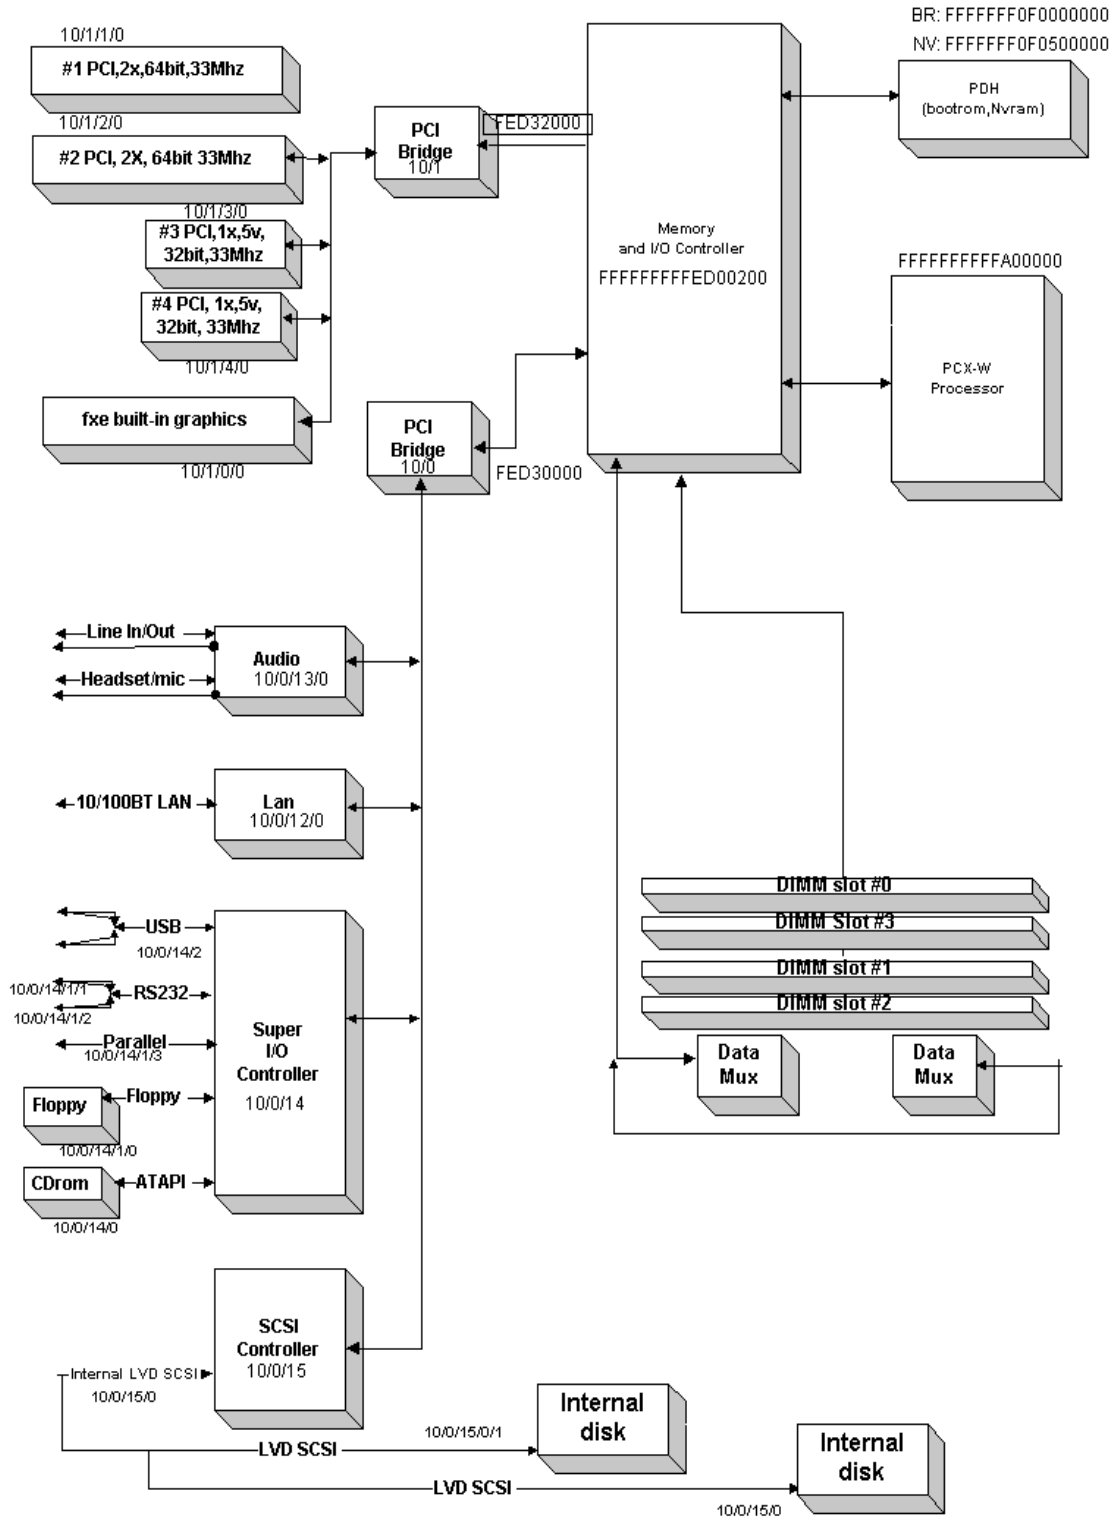 BR: FFFFFFF0F0000000
NV: FFFFFFF0F0500000
10/1/1/0
#1 PCI,2x,64bit,33Mhz
10/1/2/0
#2 PCI, 2X, 64bit 33Mhz
10/1/3/0
#3 PCI,1x,5v,
32bit,33Mhz
#4 PCI, 1x,5v,
32bit, 33Mhz
10/1/4/0
fxe built-in graphics
10/1/0/0
PCI
Bridge
10/1
FED32000
PCI
Bridge
10/0
FED30000
Memory
and I/O Controller
FFFFFFFFFED00200
PDH
(bootrom,Nvram)
FFFFFFFFFFA00000
PCX-W
Processor
Line In/Out
Headset/mic
Audio
10/0/13/0
10/100BT LAN
Lan
10/0/12/0
USB
10/0/14/2
10/0/14/1/1
RS232
10/0/14/1/2
Parallel
10/0/14/1/3
Floppy
Floppy
10/0/14/1/0
CDrom
ATAPI
10/0/14/0
Super
I/O
Controller
10/0/14
DIMM slot #0
DIMM Slot #3
DIMM slot #1
DIMM slot #2
Data
Mux
Data
Mux
SCSI
Controller
10/0/15
Internal LVD SCSI
10/0/15/0
LVD SCSI
10/0/15/0/1
Internal
disk
LVD SCSI
10/0/15/0
Internal
disk